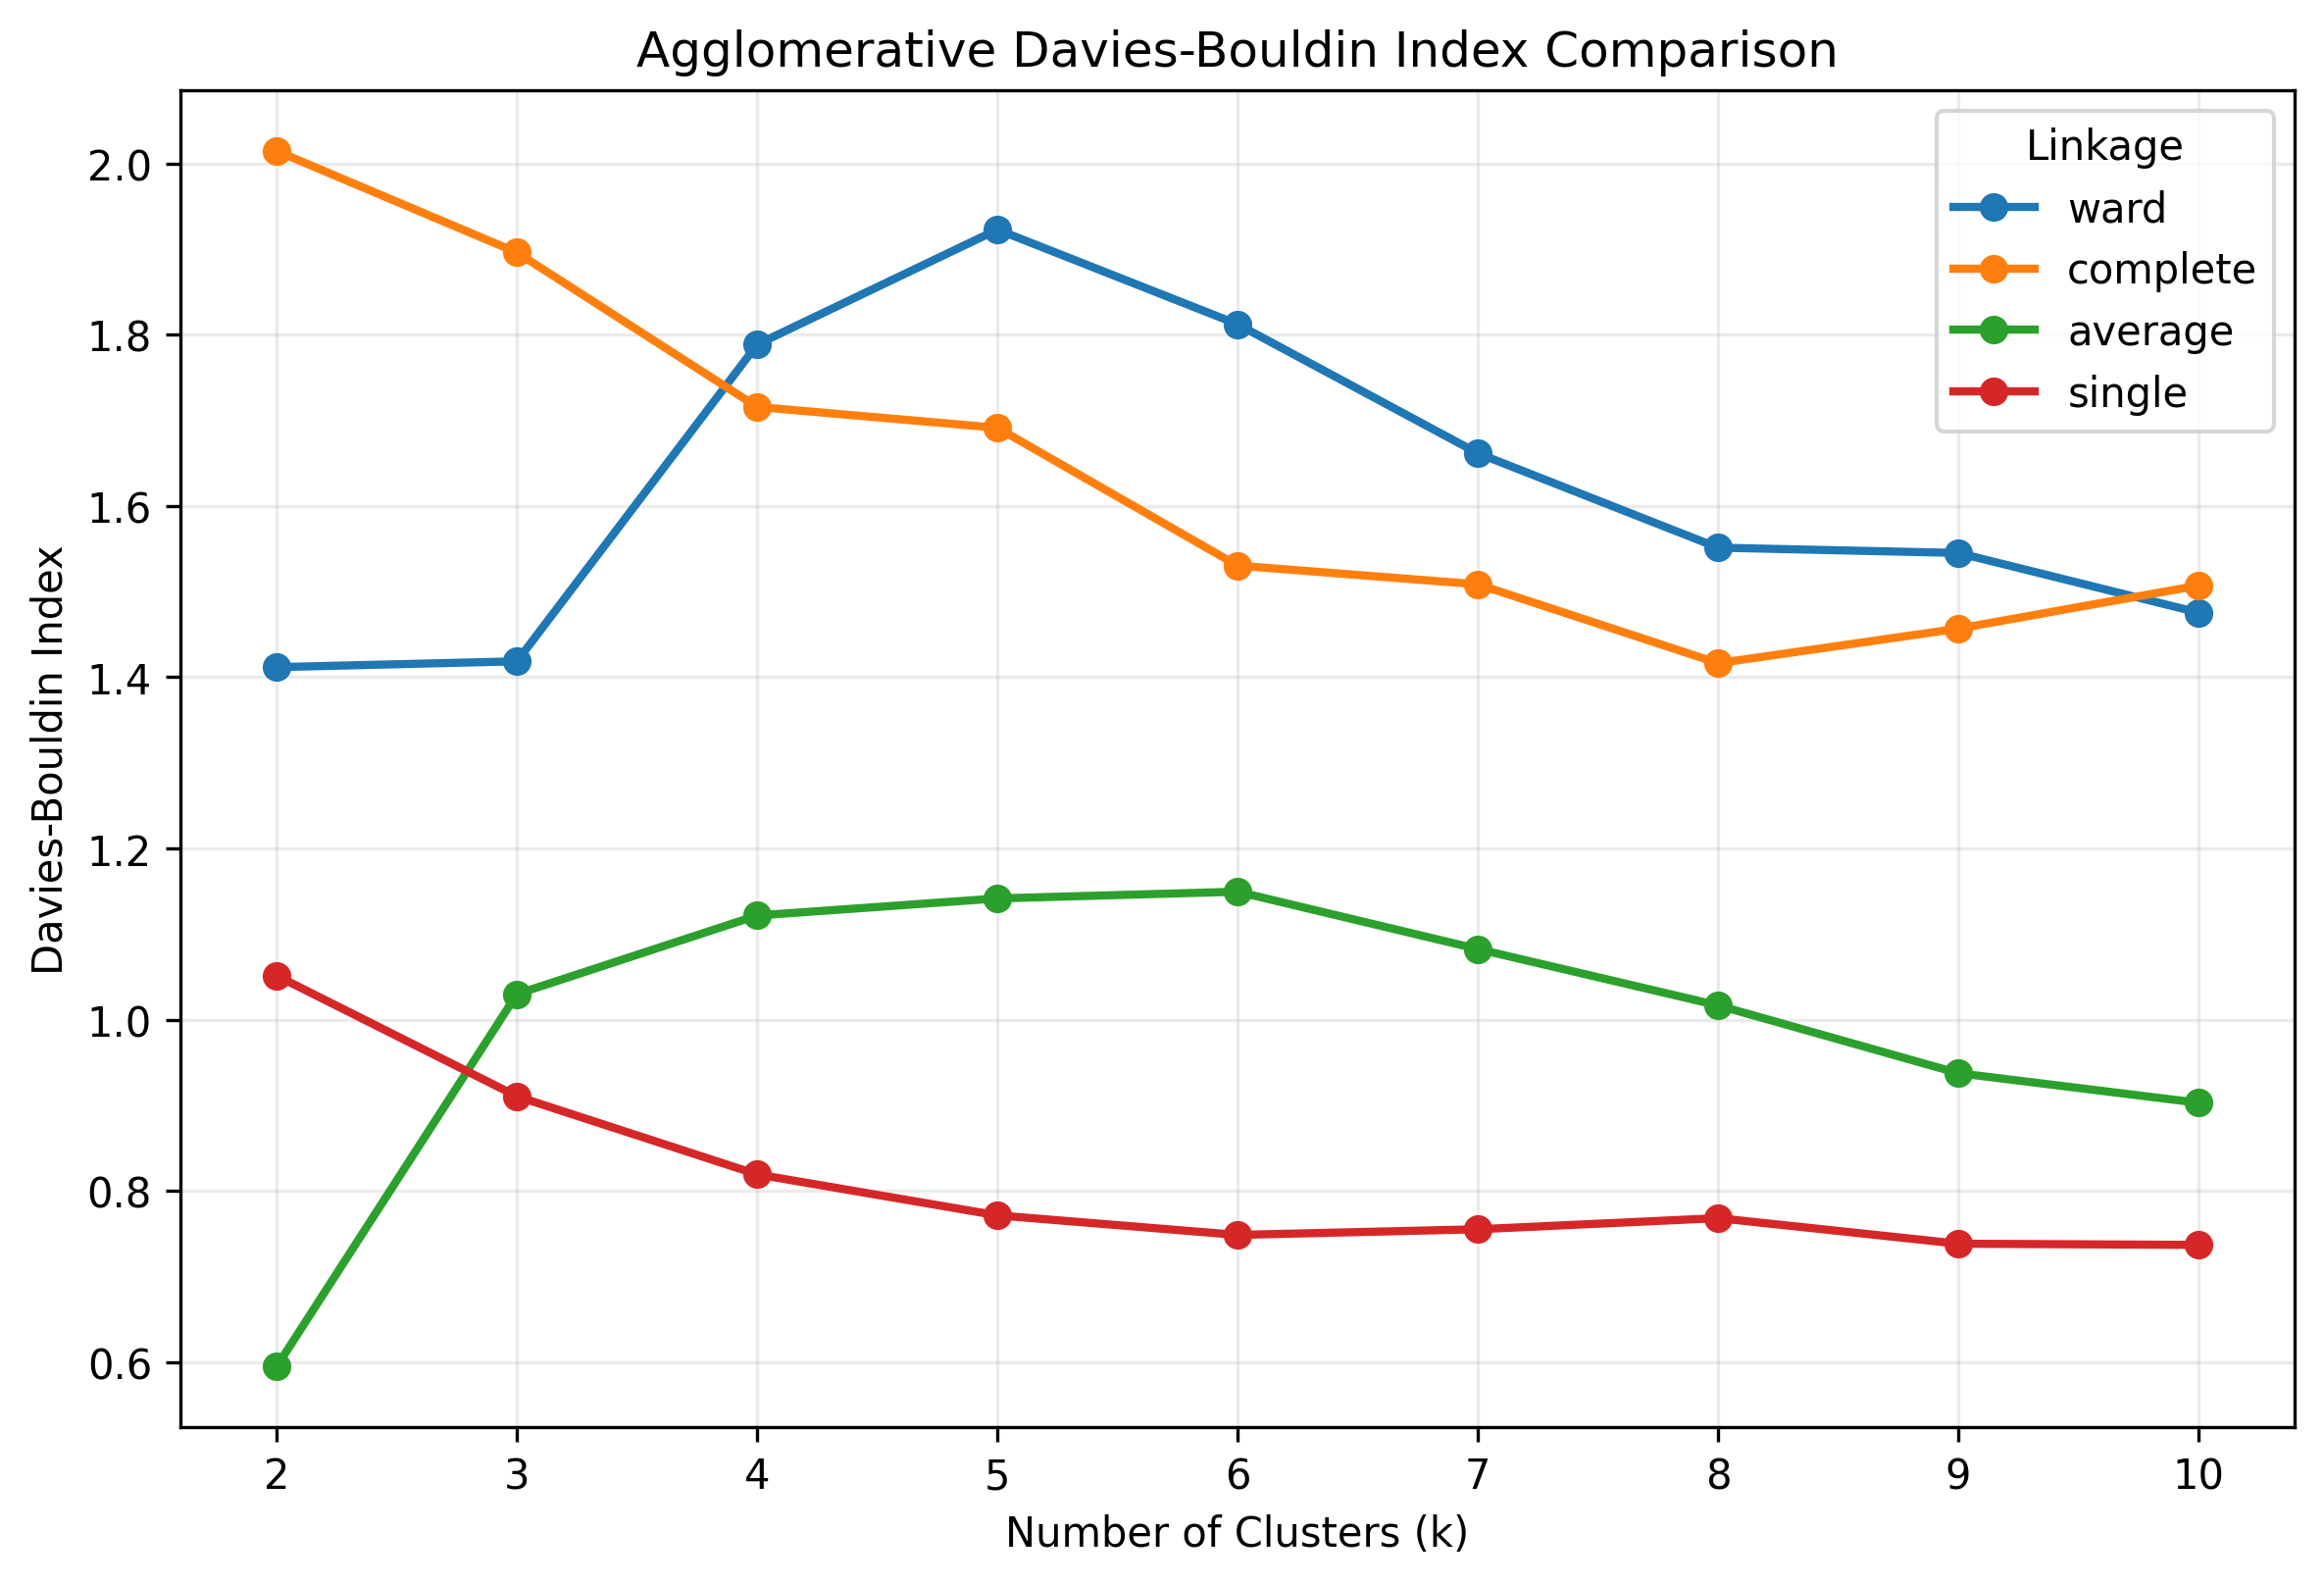 Agglomerative Davies-Bouldin Index Comparison
Linkage
ward
complete
average
single
Davies-Bouldin Index
2.0
1.8
1.6
1.4
1.2
1.0
0.8
0.6
2 3 4 5 6 7 8 9 10
Number of Clusters (k)